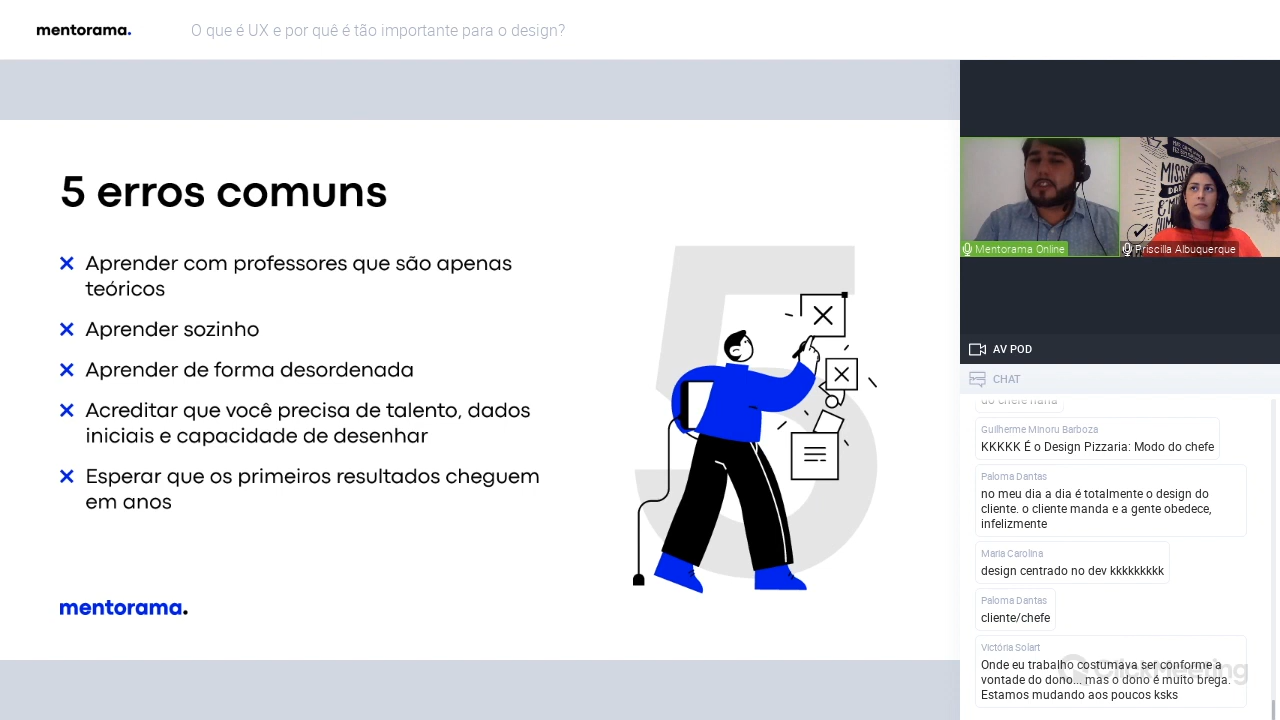 mentorama.
O que é UX e por quê é tão importante para o design?
5 erros comuns
Aprender com professores que são apenas
teóricos
Aprender sozinho
Aprender de forma desordenada
Acreditar que você precisa de talento, dados
iniciais e capacidade de desenhar
Esperar que os primeiros resultados cheguem
em anos
mentorama.
MISSÃO
Mentorama Online
Priscilla Albuquerque
AV POD
CHAT
do chefe haha
Guilherme Minoru Barboza
KKKKK É o Design Pizzaria: Modo do chefe
Paloma Dantas
no meu dia a dia é totalmente o design do
cliente. o cliente manda e a gente obedece,
infelizmente
Maria Carolina
design centrado no dev kkkkkkkkk
Paloma Dantas
cliente/chefe
Victória Solart
Onde eu trabalho costumava ser conforme a
vontade do dono... mas o dono é muito brega.
Estamos mudando aos poucos ksks
ClickMeeting